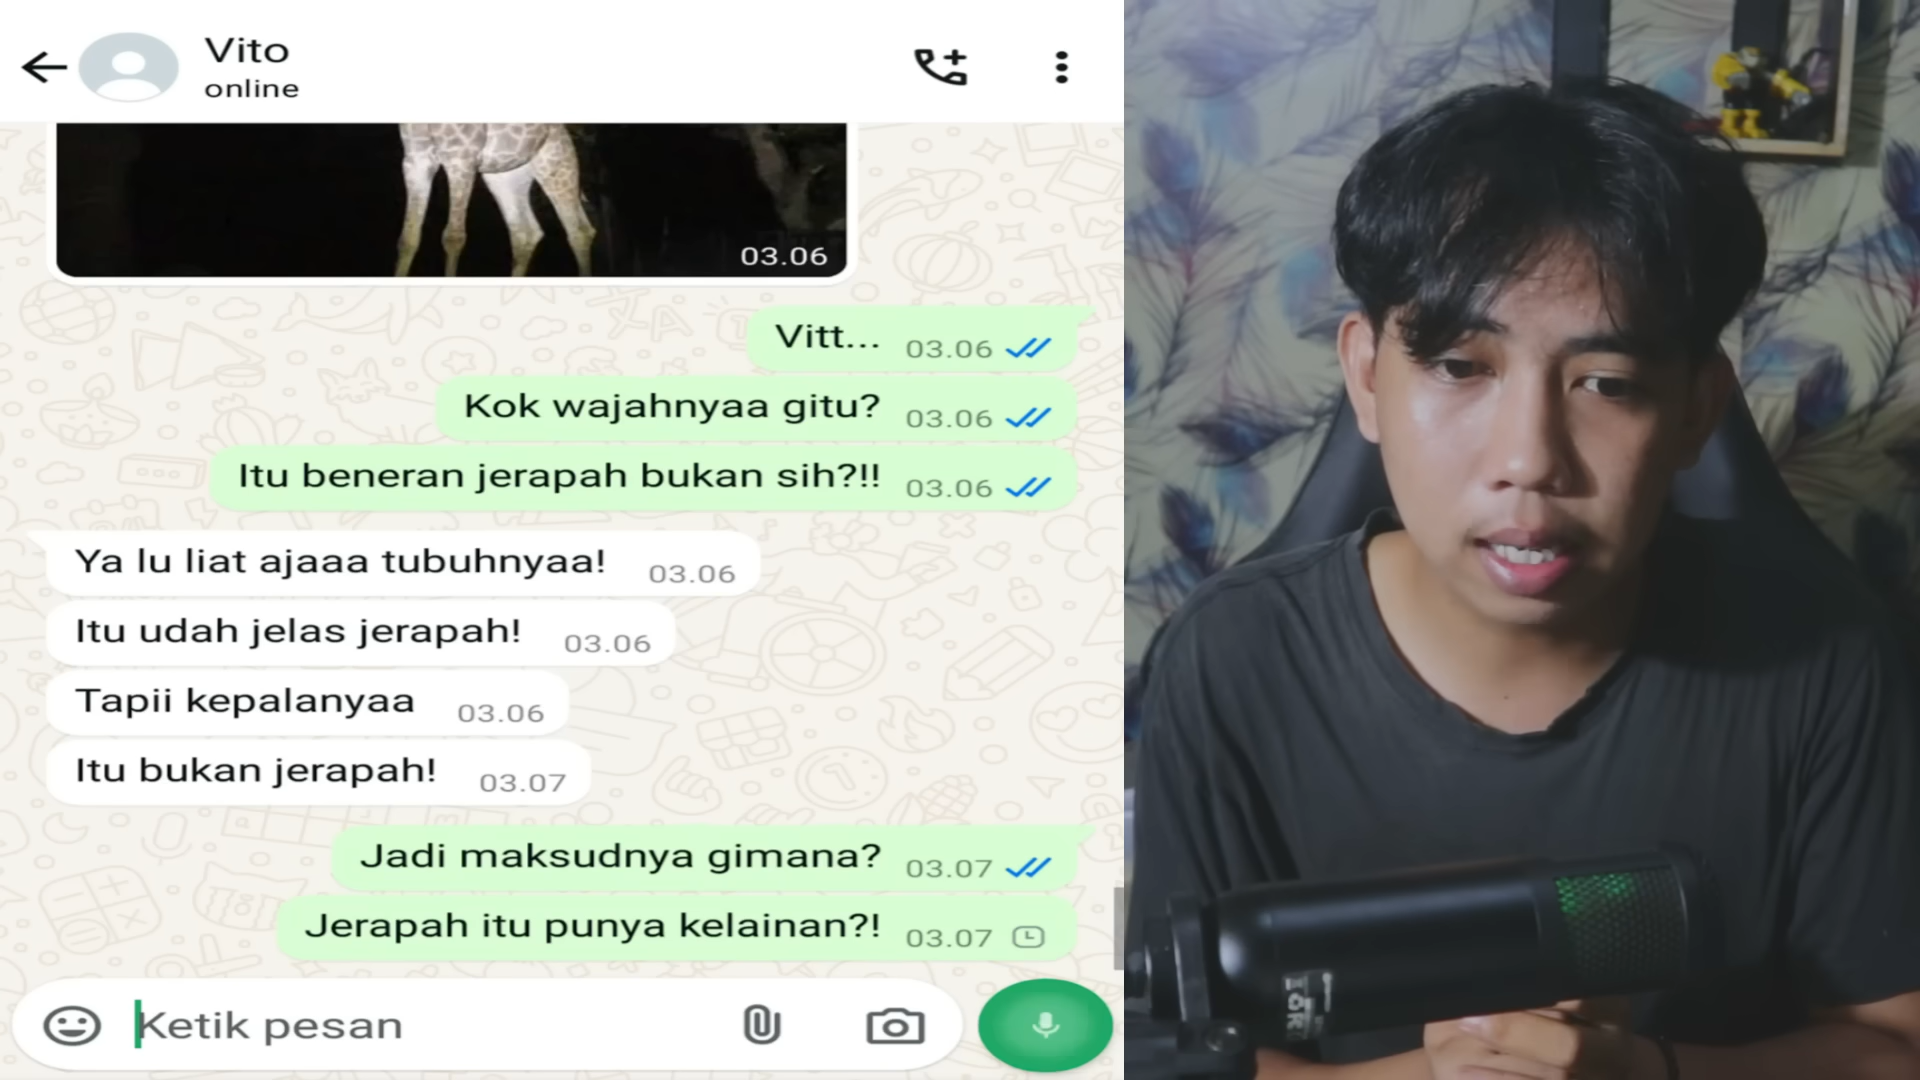 Vito
online
03.06
Vitt... 03.06
Kok wajahnyaa gitu? 03.06
Itu beneran jerapah bukan sih?!! 03.06
Ya lu liat ajaaa tubuhnyaa! 03.06
Itu udah jelas jerapah! 03.06
Tapii kepalanyaa 03.06
Itu bukan jerapah! 03.07
Jadi maksudnya gimana? 03.07
Jerapah itu punya kelainan?! 03.07
Ketik pesan